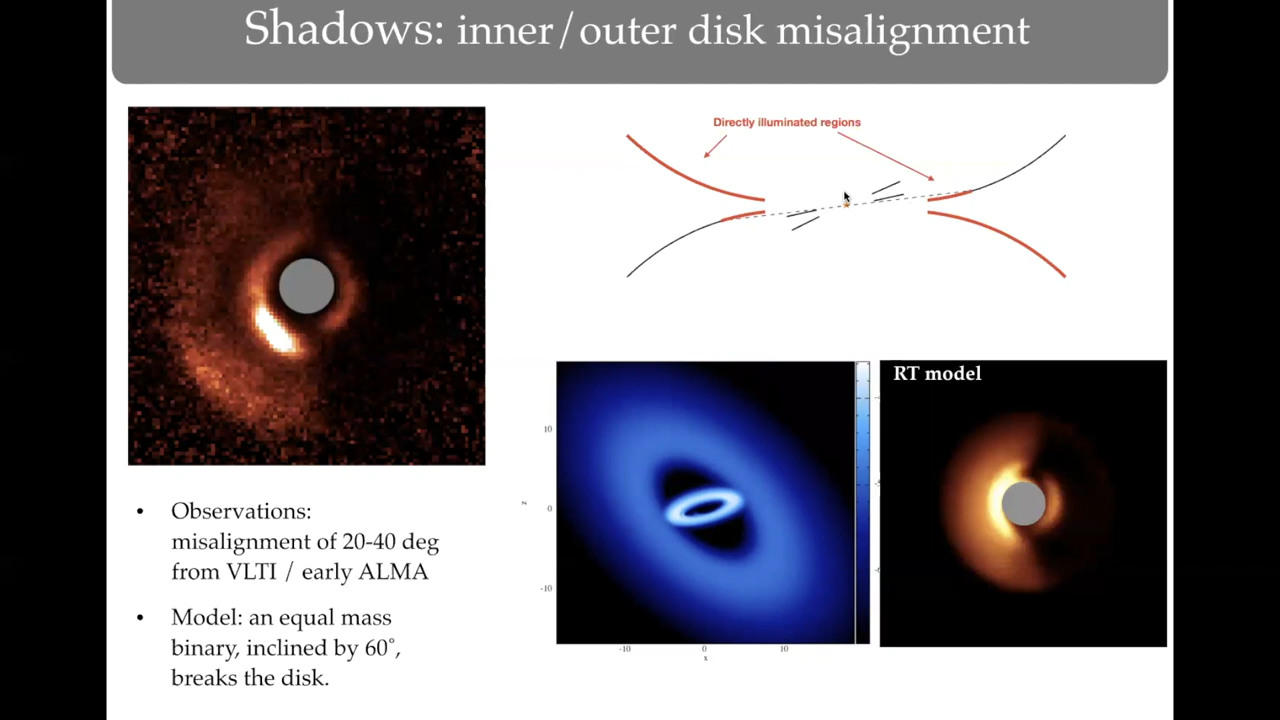 Shadows: inner/outer disk misalignment
Directly illuminated regions
RT model
10
0
-10
z
-10
0
10
x
• Observations:
misalignment of 20-40 deg
from VLTI / early ALMA
• Model: an equal mass
binary, inclined by 60°,
breaks the disk.